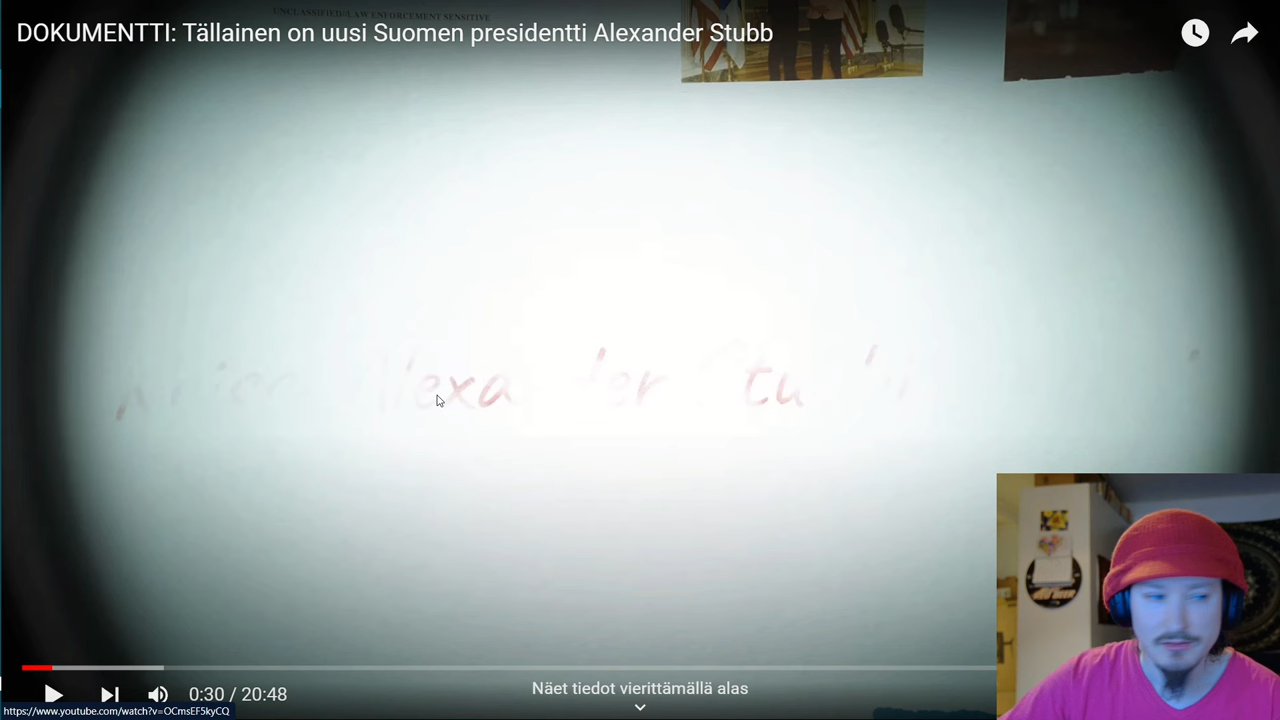 UNCLASSIFIED//LAW ENFORCEMENT SENSITIVE
DOKUMENTTI: Tällainen on uusi Suomen presidentti Alexander Stubb
0:30 / 20:48
Näet tiedot vierittämällä alas
https://www.youtube.com/watch?v=OCmsEF5kyCQ